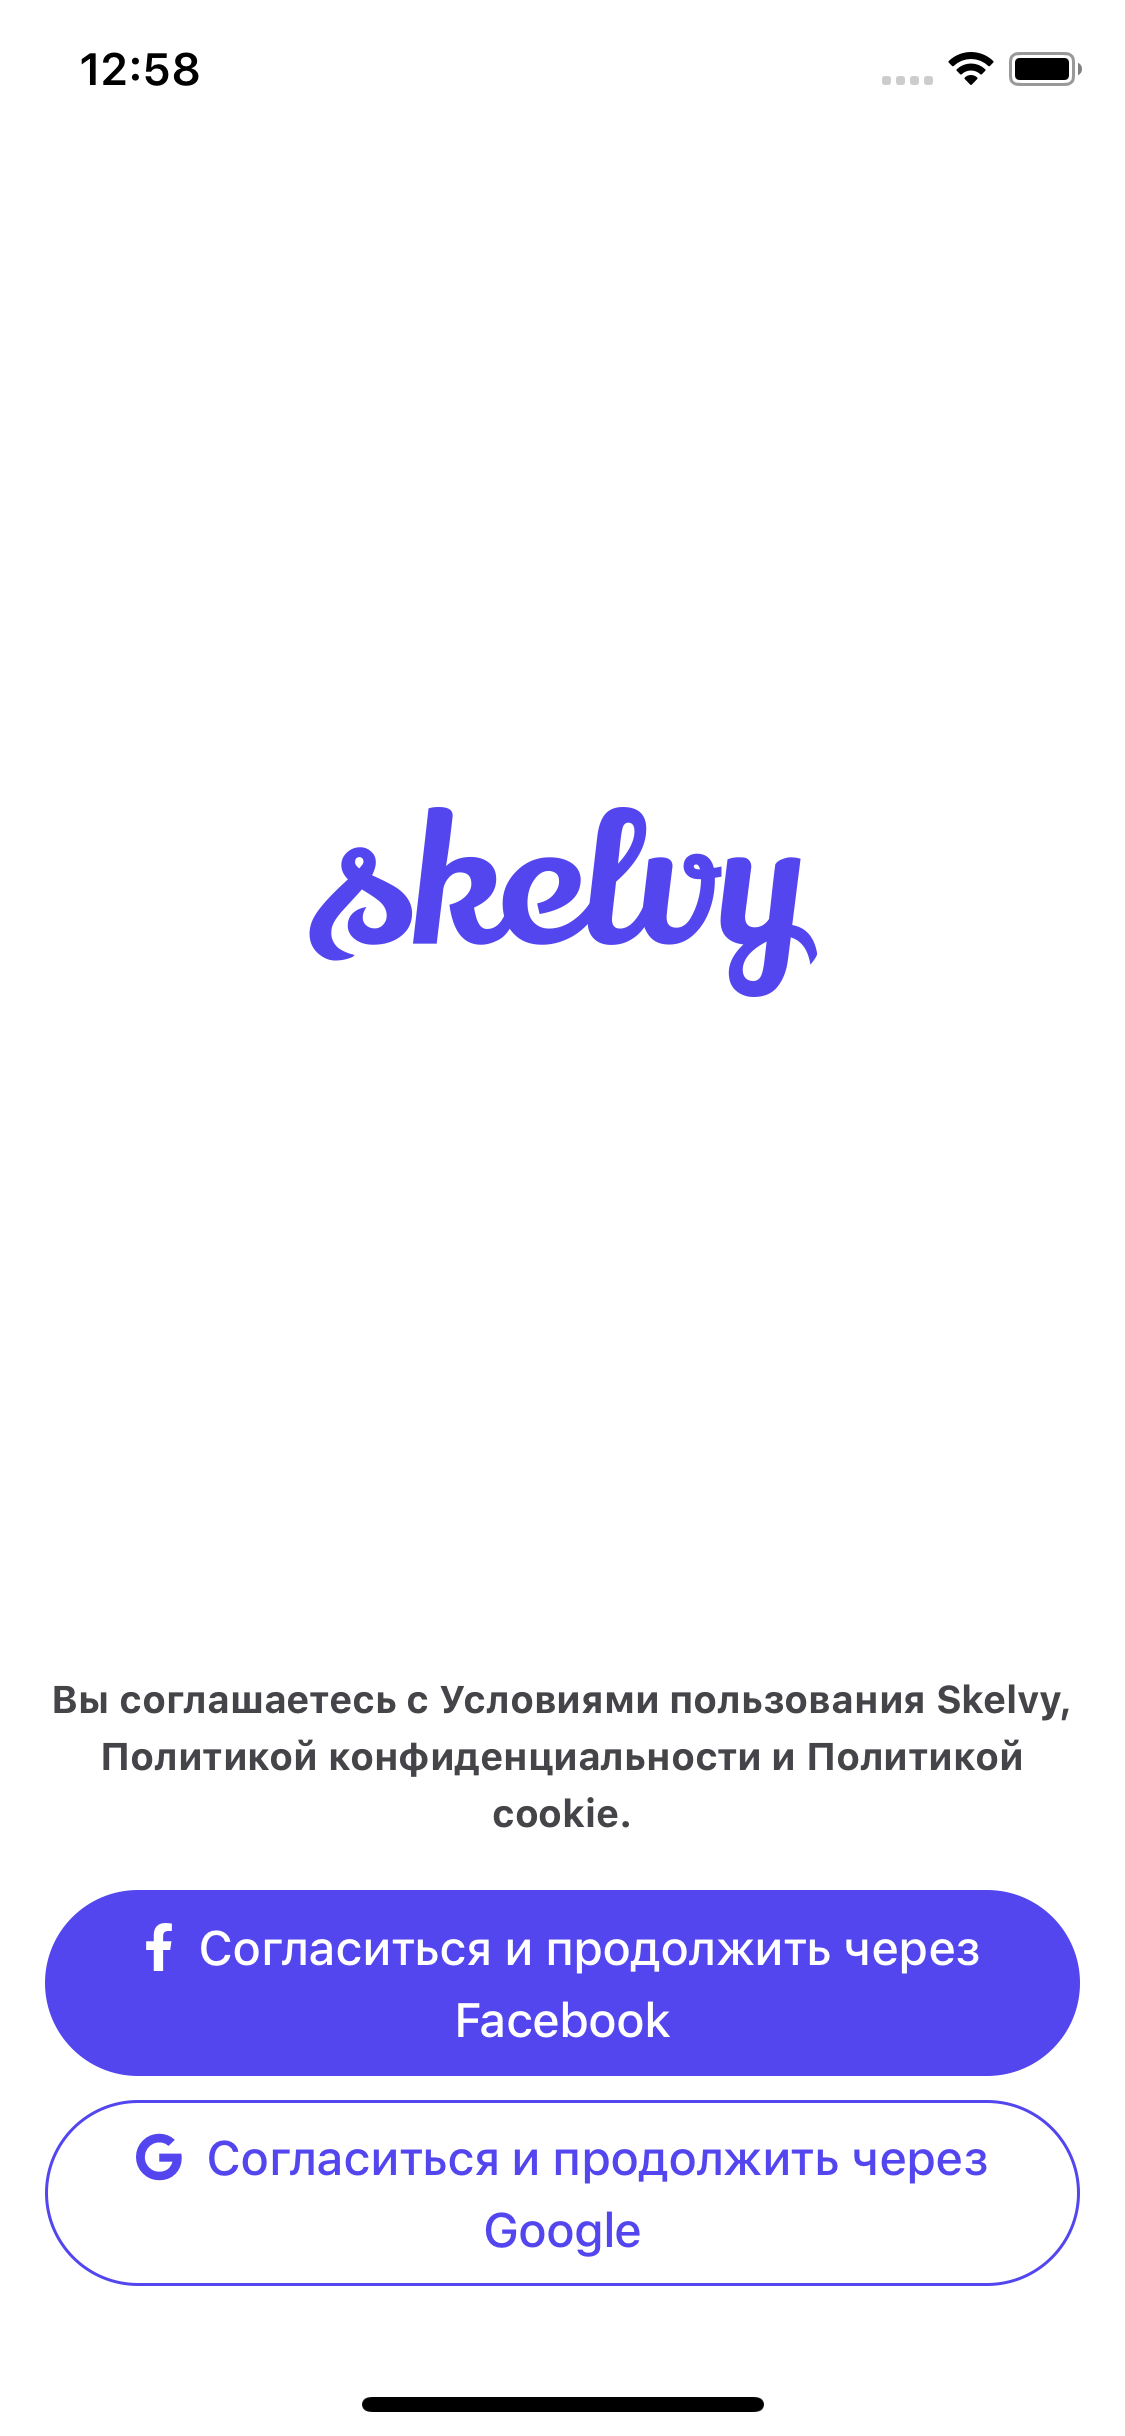 12:58
skelvy
Вы соглашаетесь с Условиями пользования Skelvy,
Политикой конфиденциальности и Политикой
cookie.
Согласиться и продолжить через
Facebook
Согласиться и продолжить через
Google